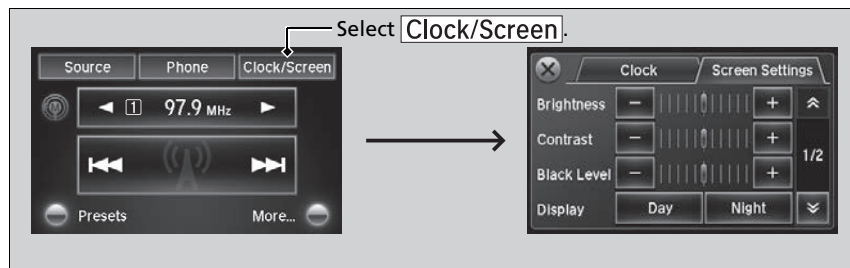 Select Clock/Screen.
Source Phone Clock/Screen
1 97.9 MHz
Presets More...
Clock Screen Settings
Brightness - +
Contrast - +
1/2
Black Level - +
Display Day Night